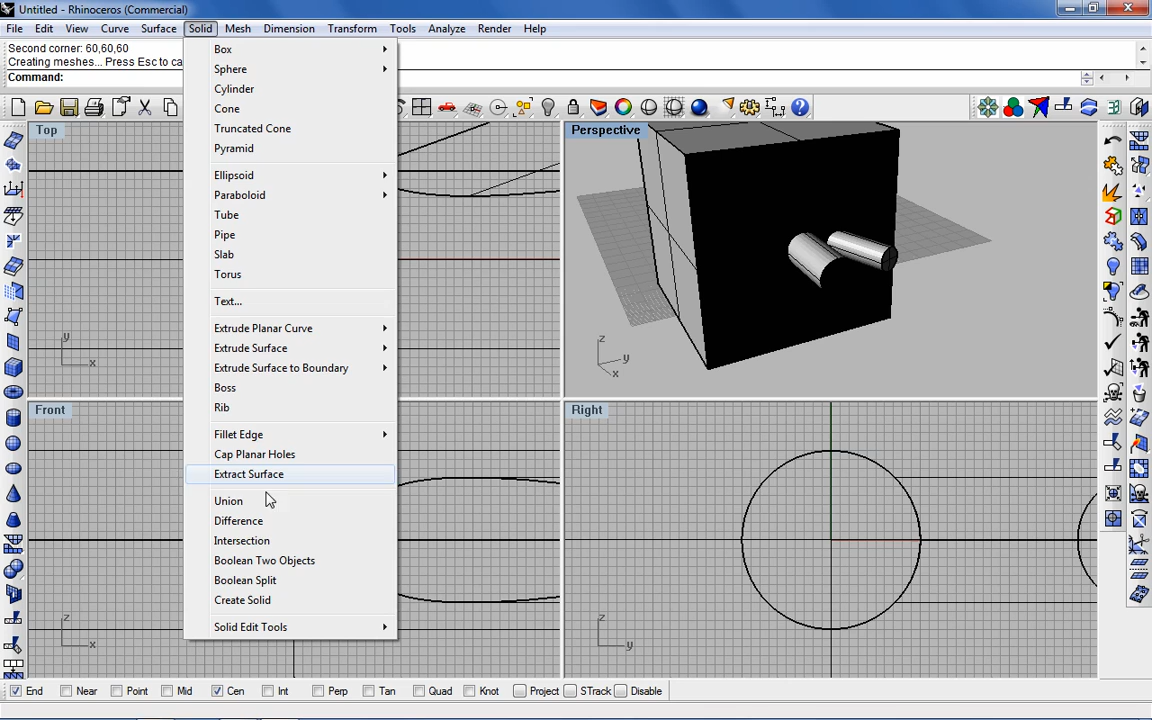 Untitled - Rhinoceros (Commercial)
File Edit View Curve Surface Solid Mesh Dimension Transform Tools Analyze Render Help
Second corner: 60,60,60
Creating meshes... Press Esc to ca
Command:
Box
Sphere
Cylinder
Cone
Truncated Cone
Pyramid
Ellipsoid
Paraboloid
Tube
Pipe
Slab
Torus
Text...
Extrude Planar Curve
Extrude Surface
Extrude Surface to Boundary
Boss
Rib
Fillet Edge
Cap Planar Holes
Extract Surface
Union
Difference
Intersection
Boolean Two Objects
Boolean Split
Create Solid
Solid Edit Tools
Top
y
x
Perspective
z
y
x
Front
z
x
Right
z
y
End Near Point Mid Cen Int Perp Tan Quad Knot Project STrack Disable